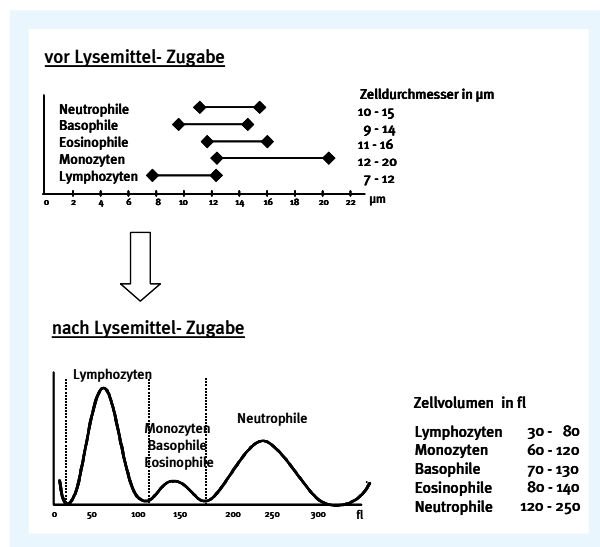 vor Lysemittel- Zugabe
Zelldurchmesser in µm
Neutrophile 10 - 15
Basophile 9 - 14
Eosinophile 11 - 16
Monozyten 12 - 20
Lymphozyten 7 - 12
0 2 4 6 8 10 12 14 16 18 20 22 µm
nach Lysemittel- Zugabe
Lymphozyten
Monozyten
Basophile
Eosinophile
Neutrophile
0 50 100 150 200 250 300 fl
Zellvolumen in fl
Lymphozyten 30 - 80
Monozyten 60 - 120
Basophile 70 - 130
Eosinophile 80 - 140
Neutrophile 120 - 250